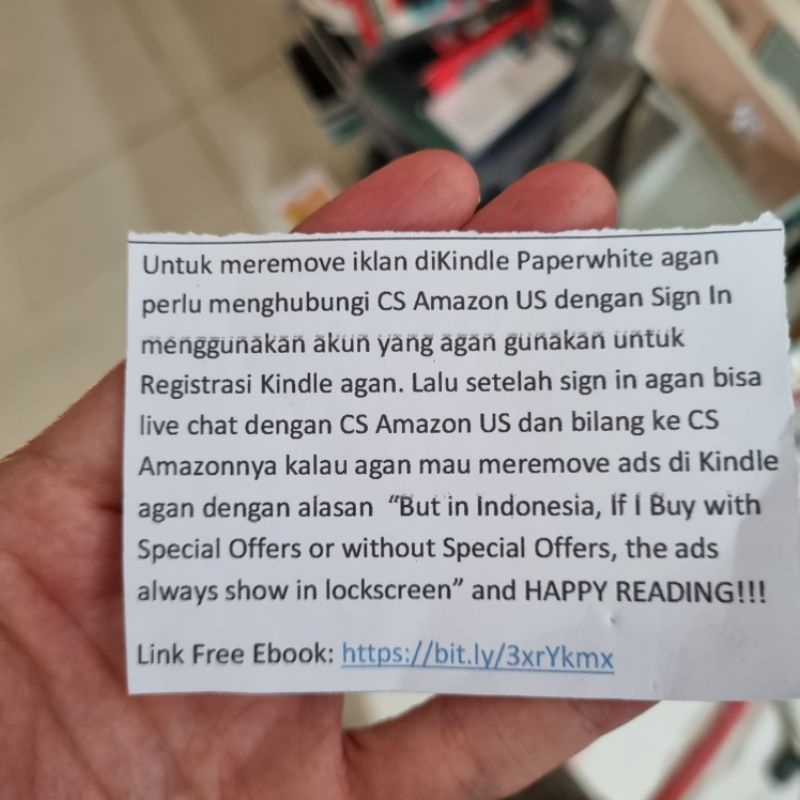 Untuk meremove iklan diKindle Paperwhite agan
perlu menghubungi CS Amazon US dengan Sign In
menggunakan akun yang agan gunakan untuk
Registrasi Kindle agan. Lalu setelah sign in agan bisa
live chat dengan CS Amazon US dan bilang ke CS
Amazonnya kalau agan mau meremove ads di Kindle
agan dengan alasan “But in Indonesia, If I Buy with
Special Offers or without Special Offers, the ads
always show in lockscreen” and HAPPY READING!!!
Link Free Ebook: https://bit.ly/3xrYkmx